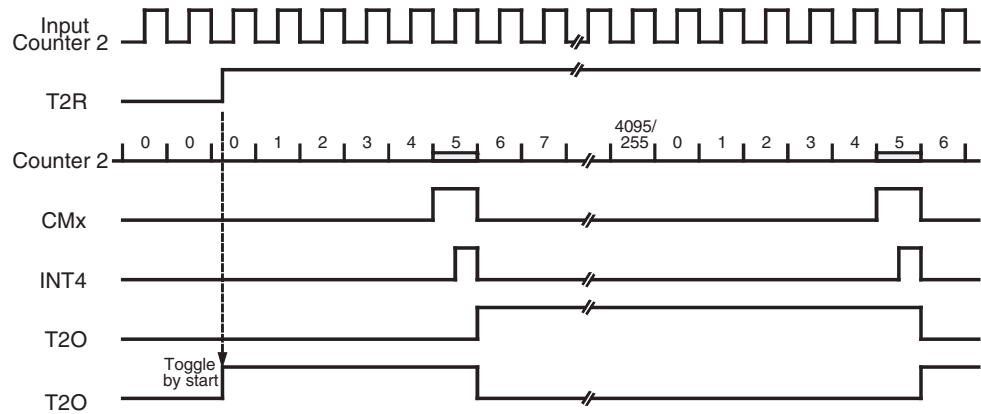 Input
Counter 2
T2R
4095/
0 0 0 1 2 3 4 5 6 7 255 0 1 2 3 4 5 6
Counter 2
CMx
INT4
T2O
Toggle
by start
T2O